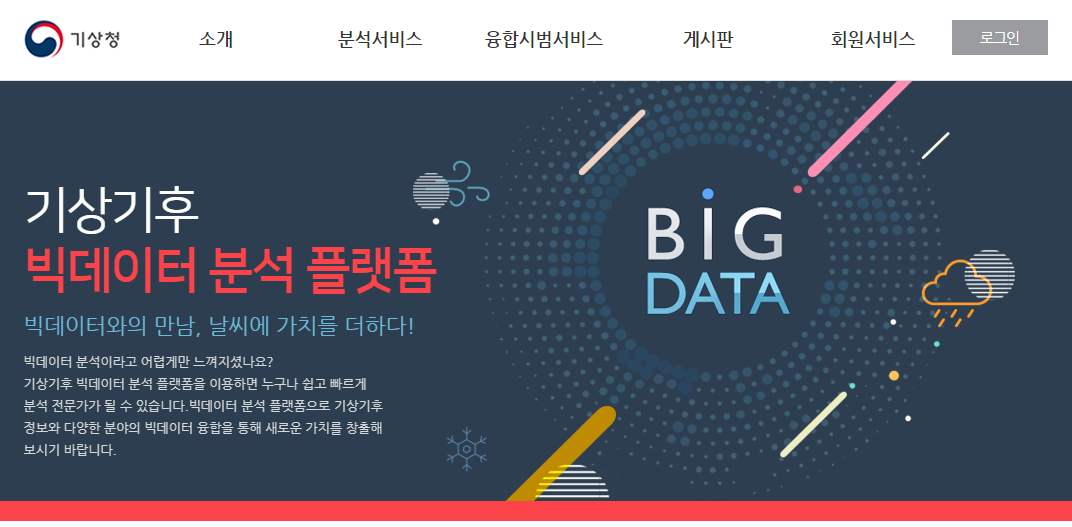 기상청
소개
분석서비스
융합시범서비스
게시판
회원서비스
로그인
기상기후
빅데이터 분석 플랫폼
빅데이터와의 만남, 날씨에 가치를 더하다!
빅데이터 분석이라고 어렵게만 느껴지셨나요?
기상기후 빅데이터 분석 플랫폼을 이용하면 누구나 쉽고 빠르게
분석 전문가가 될 수 있습니다.빅데이터 분석 플랫폼으로 기상기후
정보와 다양한 분야의 빅데이터 융합을 통해 새로운 가치를 창출해
보시기 바랍니다.
BiG
DATA